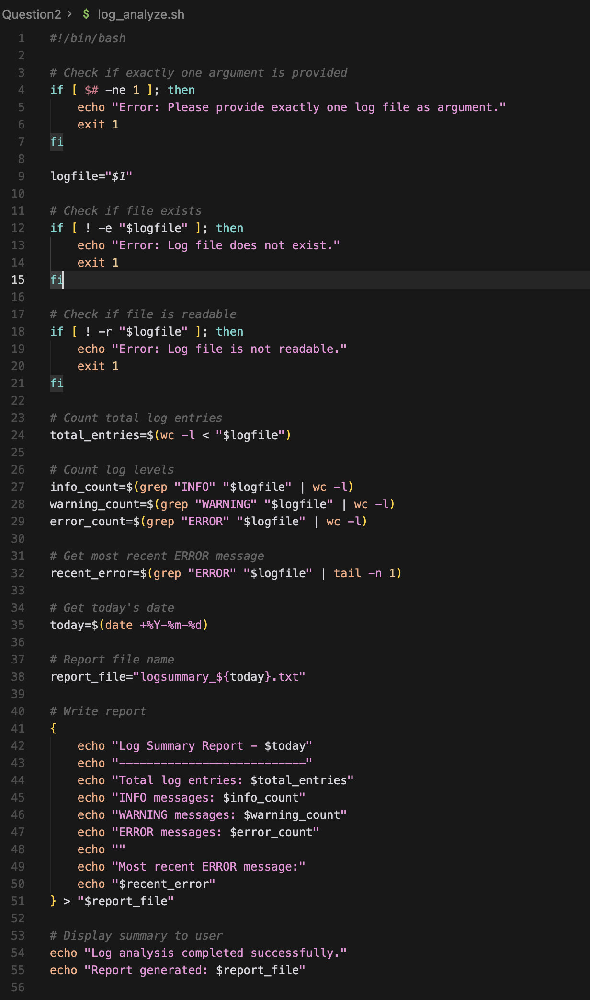 Question2 > $ log_analyze.sh
1 #!/bin/bash
2
3 # Check if exactly one argument is provided
4 if [ $# -ne 1 ]; then
5     echo "Error: Please provide exactly one log file as argument."
6     exit 1
7 fi
8
9 logfile="$1"
10
11 # Check if file exists
12 if [ ! -e "$logfile" ]; then
13     echo "Error: Log file does not exist."
14     exit 1
15 fi
16
17 # Check if file is readable
18 if [ ! -r "$logfile" ]; then
19     echo "Error: Log file is not readable."
20     exit 1
21 fi
22
23 # Count total log entries
24 total_entries=$(wc -l < "$logfile")
25
26 # Count log levels
27 info_count=$(grep "INFO" "$logfile" | wc -l)
28 warning_count=$(grep "WARNING" "$logfile" | wc -l)
29 error_count=$(grep "ERROR" "$logfile" | wc -l)
30
31 # Get most recent ERROR message
32 recent_error=$(grep "ERROR" "$logfile" | tail -n 1)
33
34 # Get today's date
35 today=$(date +%Y-%m-%d)
36
37 # Report file name
38 report_file="logsummary_${today}.txt"
39
40 # Write report
41 {
42     echo "Log Summary Report - $today"
43     echo "---------------------------"
44     echo "Total log entries: $total_entries"
45     echo "INFO messages: $info_count"
46     echo "WARNING messages: $warning_count"
47     echo "ERROR messages: $error_count"
48     echo ""
49     echo "Most recent ERROR message:"
50     echo "$recent_error"
51 } > "$report_file"
52
53 # Display summary to user
54 echo "Log analysis completed successfully."
55 echo "Report generated: $report_file"
56